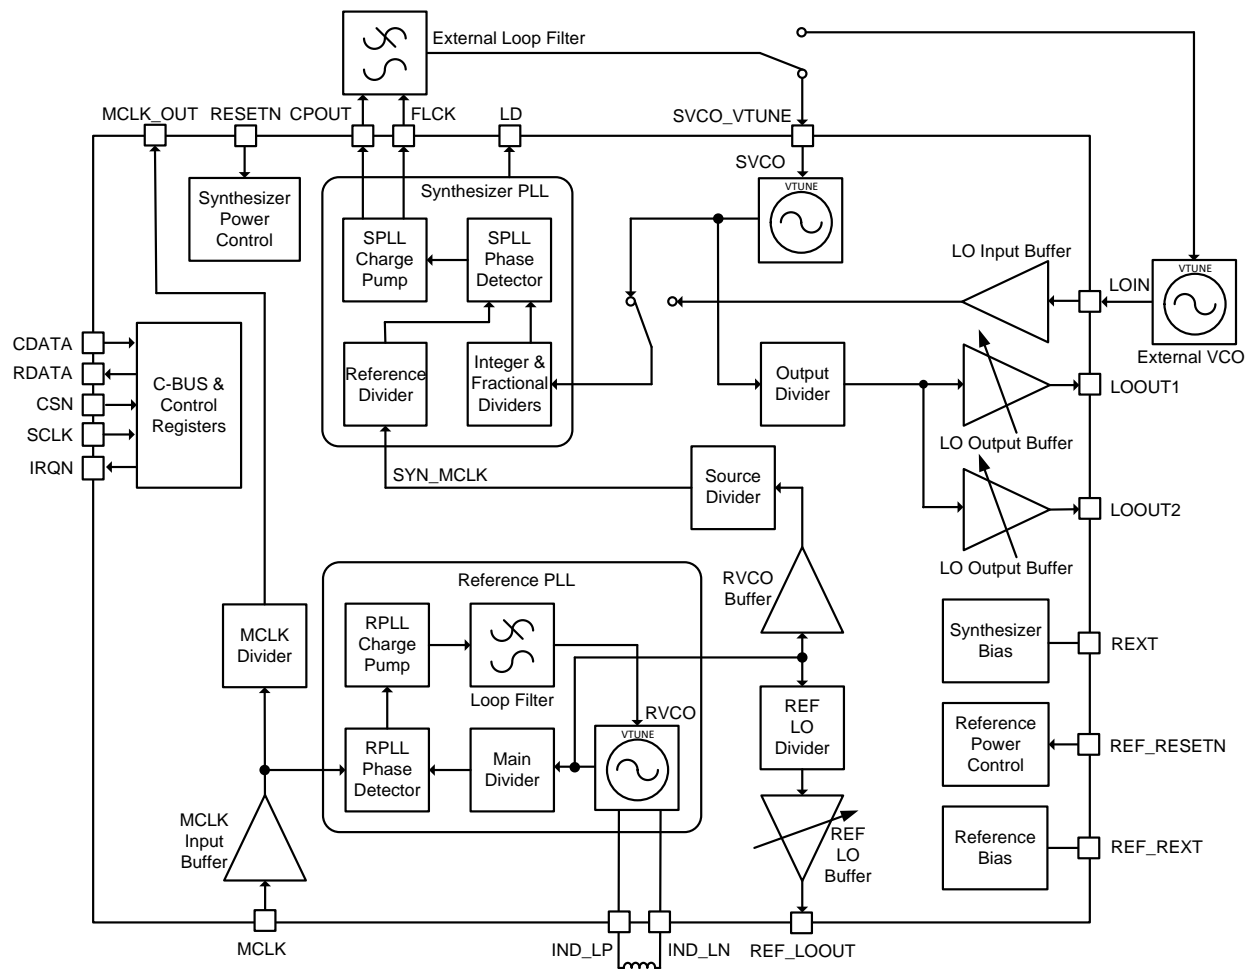 External Loop Filter
MCLK_OUT
RESETN
CPOUT
FLCK
LD
SVCO_VTUNE
SVCO
VTUNE
Synthesizer
Power
Control
Synthesizer PLL
SPLL
Charge
Pump
SPLL
Phase
Detector
LO Input Buffer
LOIN
VTUNE
External VCO
CDATA
RDATA
CSN
SCLK
IRQN
C-BUS &
Control
Registers
Reference
Divider
Integer &
Fractional
Dividers
Output
Divider
LOOUT1
LO Output Buffer
SYN_MCLK
Source
Divider
LOOUT2
LO Output Buffer
Reference PLL
RVCO
Buffer
MCLK
Divider
RPLL
Charge
Pump
Loop Filter
Synthesizer
Bias
REXT
RVCO
VTUNE
REF
LO
Divider
Reference
Power
Control
REF_RESETN
RPLL
Phase
Detector
Main
Divider
MCLK
Input
Buffer
REF
LO
Buffer
Reference
Bias
REF_REXT
MCLK
IND_LP
IND_LN
REF_LOOUT